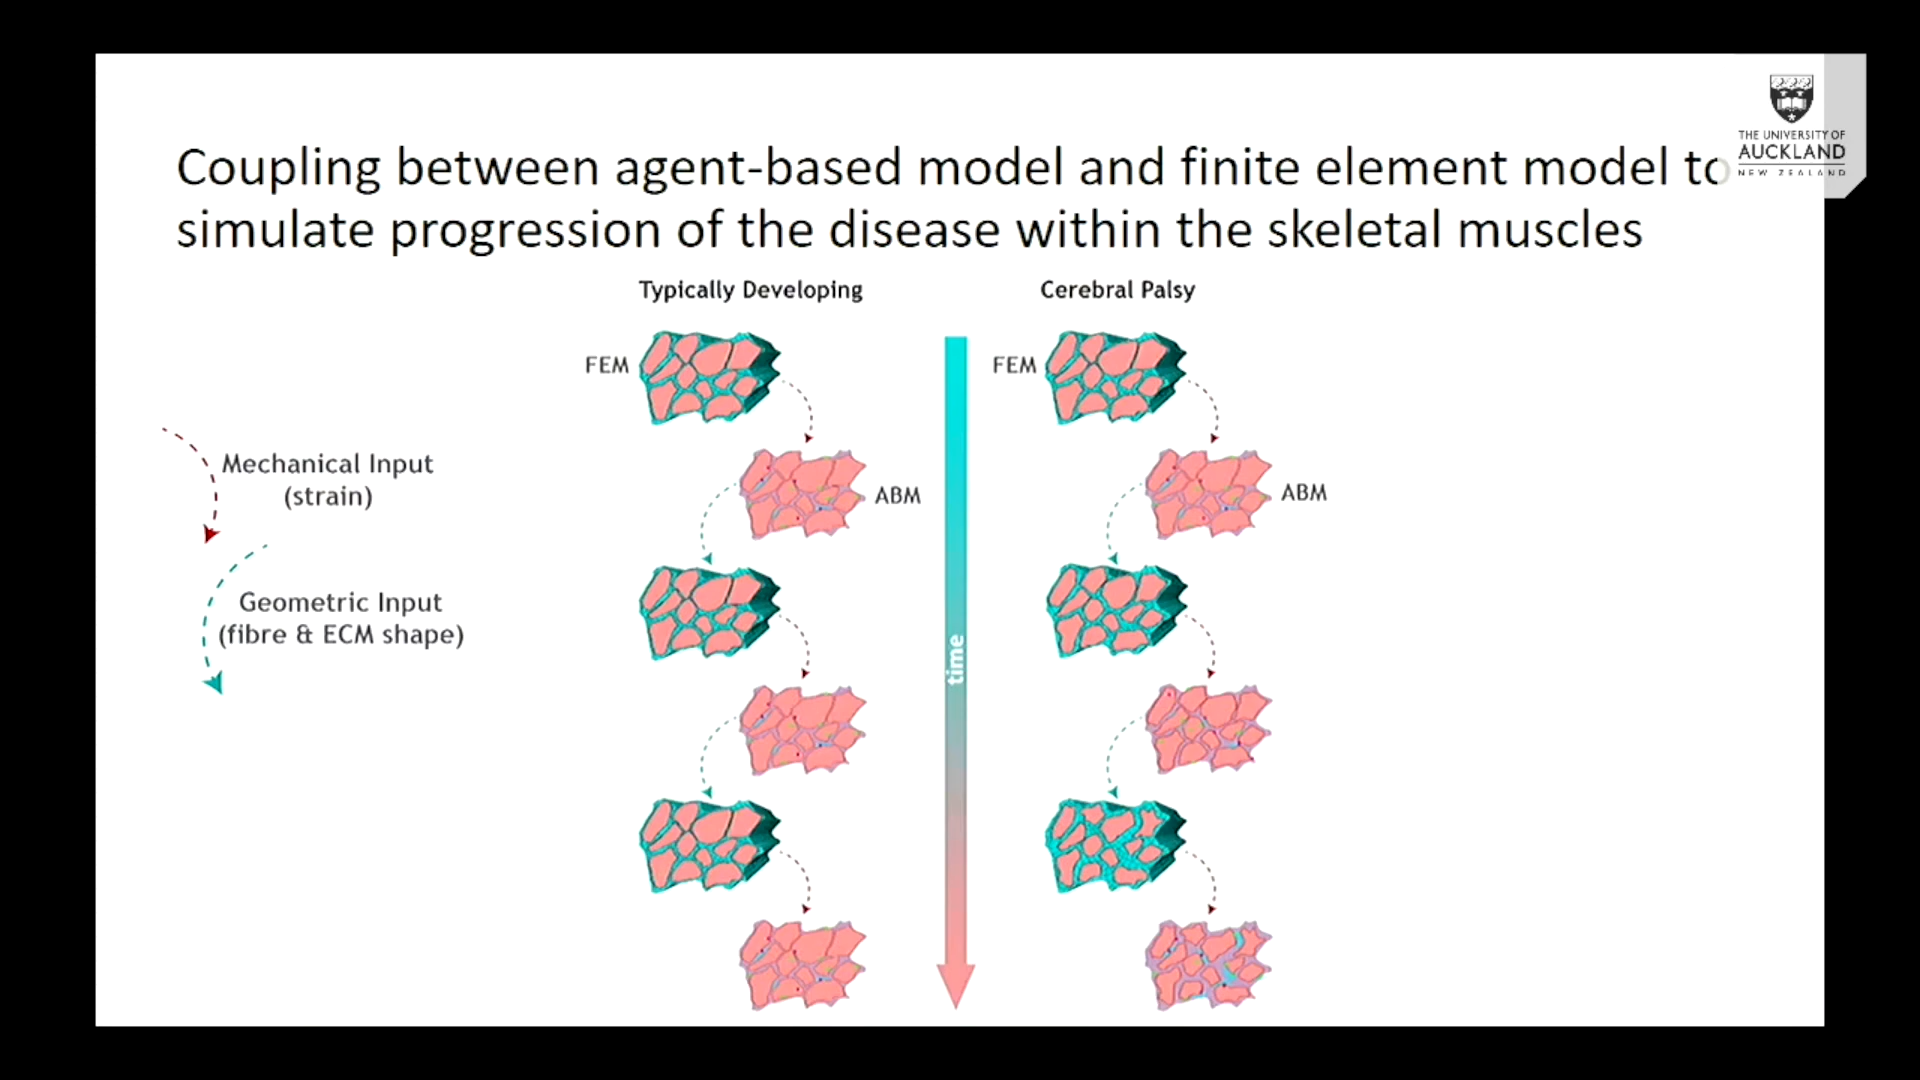 THE UNIVERSITY OF
AUCKLAND
NEW ZEALAND
Coupling between agent-based model and finite element model to
simulate progression of the disease within the skeletal muscles
Typically Developing
Cerebral Palsy
FEM
FEM
Mechanical Input
(strain)
ABM
ABM
Geometric Input
(fibre & ECM shape)
time